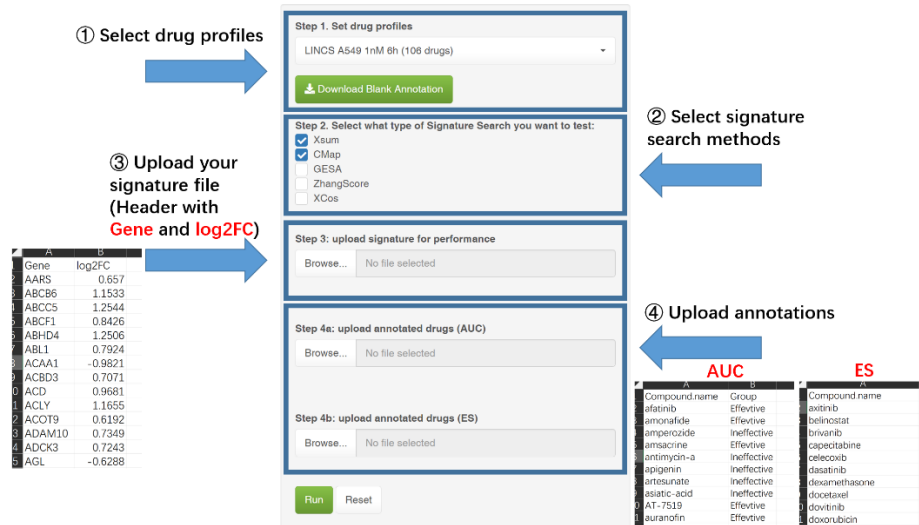 ① Select drug profiles
Step 1. Set drug profiles
LINCS A549 1nM 6h (106 drugs)
Download Blank Annotation
② Select signature
search methods
Step 2. Select what type of Signature Search you want to test:
Xsum
CMap
GESA
ZhangScore
XCos
③ Upload your
signature file
(Header with
Gene and log2FC)
Step 3: upload signature for performance
Browse... No file selected
A B
Gene log2FC
AARS 0.657
ABCB6 1.1533
ABCC5 1.2544
ABCF1 0.8426
ABHD4 1.2506
ABL1 0.7924
ACAA1 -0.9821
ACBD3 0.7071
ACD 0.9681
ACLY 1.1655
ACOT9 0.6192
ADAM10 0.7349
ADCK3 0.7243
AGL -0.6288
④ Upload annotations
Step 4a: upload annotated drugs (AUC)
Browse... No file selected
Step 4b: upload annotated drugs (ES)
Browse... No file selected
Run Reset
AUC
A B
Compound.name Group
afatinib Effevtive
amonafide Effevtive
amperozide Ineffective
amsacrine Effevtive
antimycin-a Ineffective
apigenin Ineffective
artesunate Ineffective
asiatic-acid Ineffective
AT-7519 Effevtive
auranofin Effevtive
ES
A
Compound.name
axitinib
belinostat
brivanib
capecitabine
celecoxib
dasatinib
dexamethasone
docetaxel
dovitinib
doxorubicin